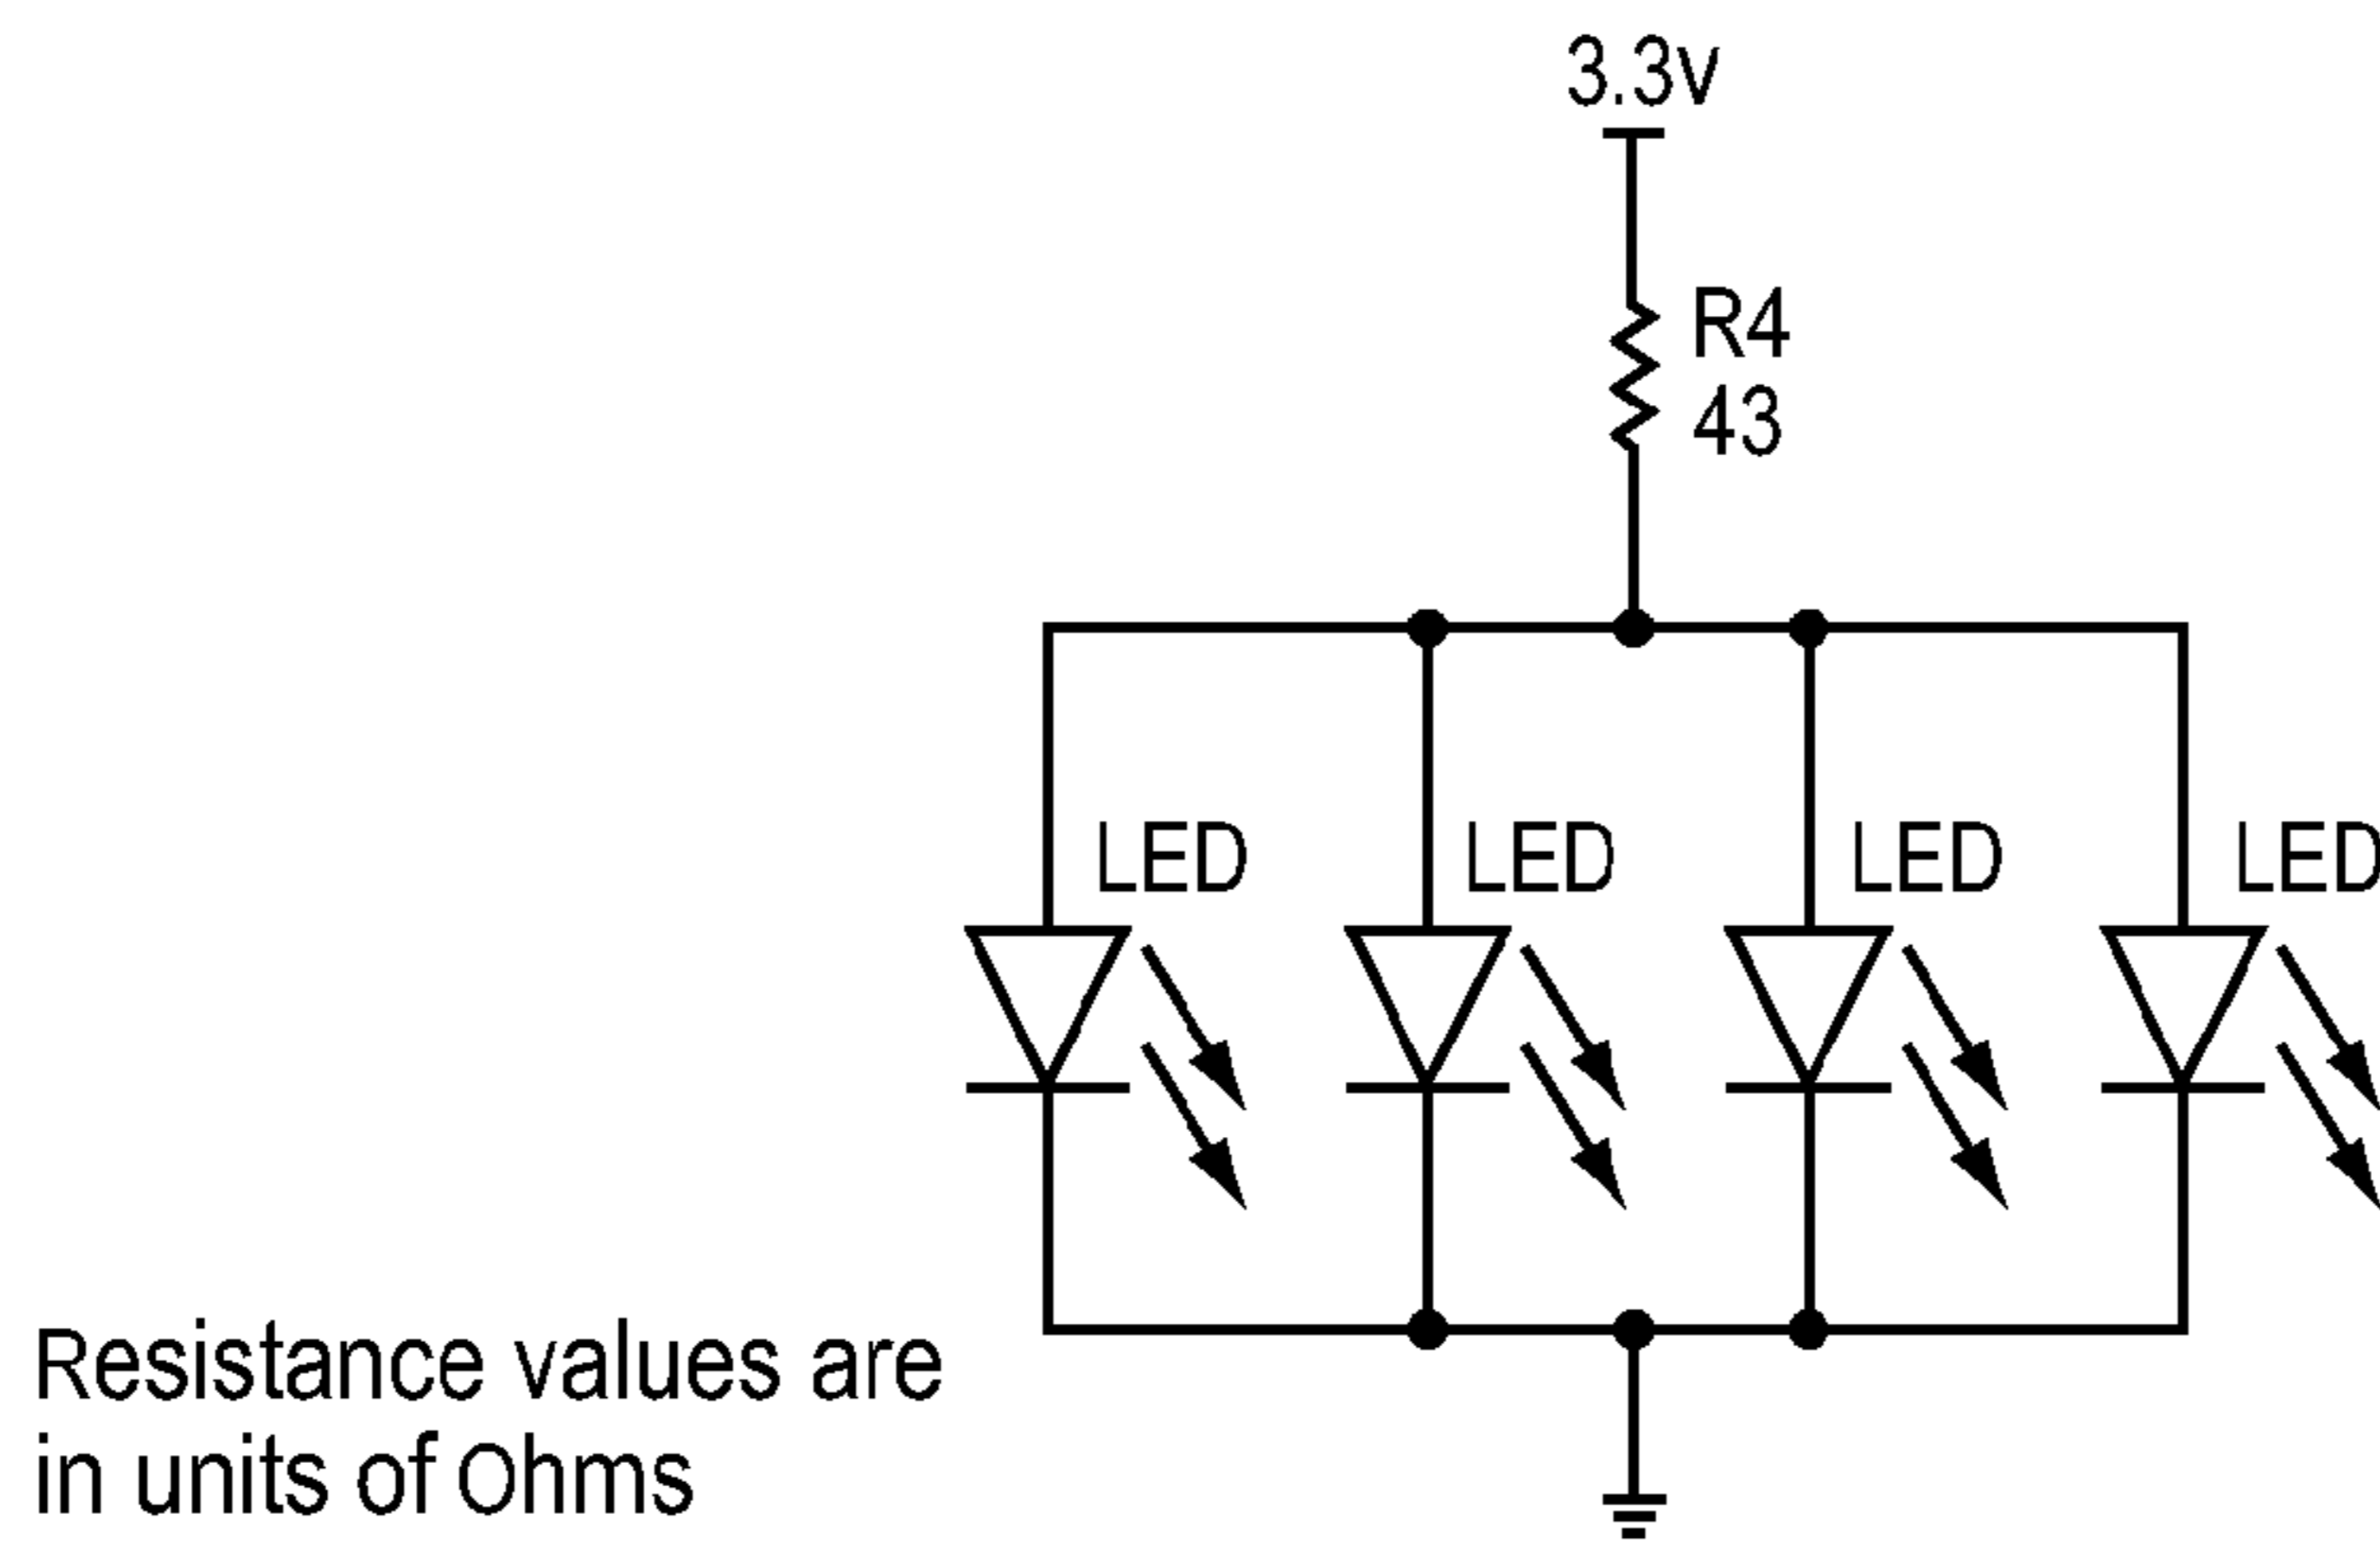 3.3v
R4
43
LED LED LED LED
Resistance values are
in units of Ohms